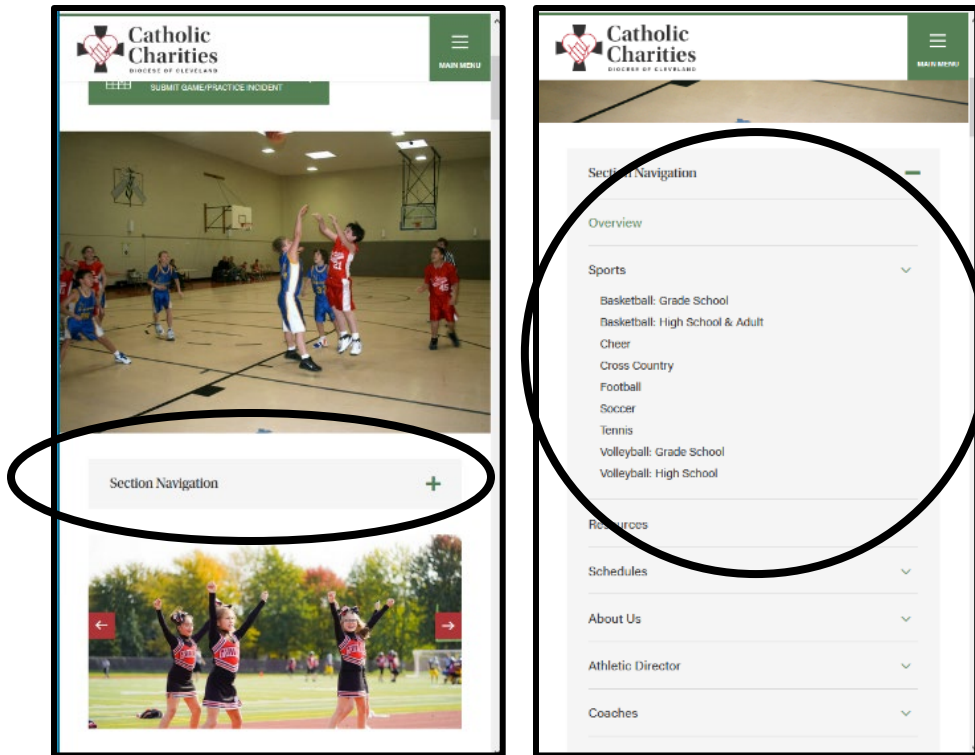 Catholic
Charities
DIOCESE OF CLEVELAND
MAIN MENU
SUBMIT GAME/PRACTICE INCIDENT
21
45
Section Navigation
Catholic
Charities
DIOCESE OF CLEVELAND
MAIN MENU
Section Navigation
Overview
Sports
Basketball: Grade School
Basketball: High School & Adult
Cheer
Cross Country
Football
Soccer
Tennis
Volleyball: Grade School
Volleyball: High School
Resources
Schedules
About Us
Athletic Director
Coaches